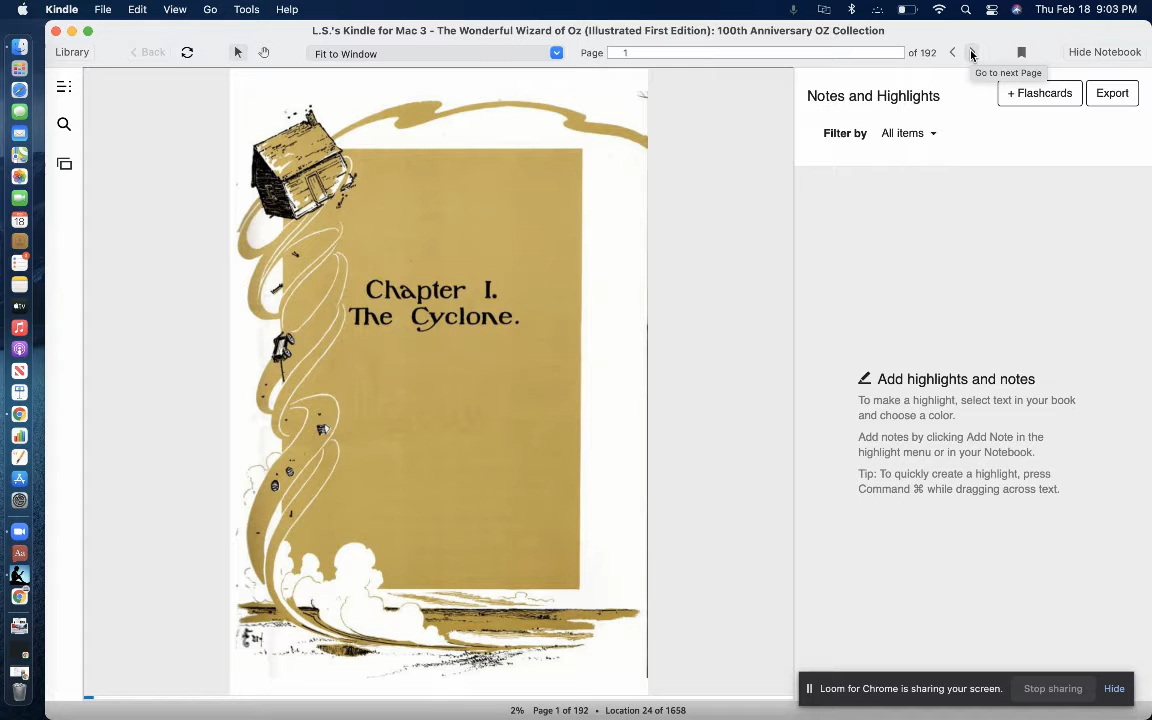 Kindle File Edit View Go Tools Help Thu Feb 18 9:03 PM
L.S.'s Kindle for Mac 3 - The Wonderful Wizard of Oz (Illustrated First Edition): 100th Anniversary OZ Collection
Library Back Fit to Window Page 1 of 192 Hide Notebook
Go to next Page
Notes and Highlights + Flashcards Export
Filter by All items
Chapter I.
The Cyclone.
Add highlights and notes
To make a highlight, select text in your book
and choose a color.
Add notes by clicking Add Note in the
highlight menu or in your Notebook.
Tip: To quickly create a highlight, press
Command ⌘ while dragging across text.
18
Aa
tv
Loom for Chrome is sharing your screen. Stop sharing Hide
2% Page 1 of 192 • Location 24 of 1658